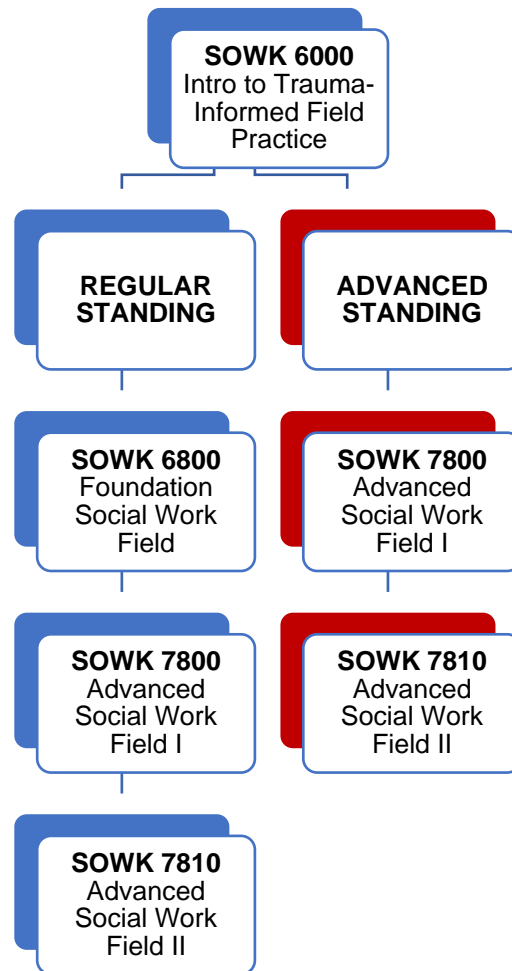 SOWK 6000
Intro to Trauma-
Informed Field
Practice
REGULAR
STANDING
SOWK 6800
Foundation
Social Work
Field
SOWK 7800
Advanced
Social Work
Field I
SOWK 7810
Advanced
Social Work
Field II
ADVANCED
STANDING
SOWK 7800
Advanced
Social Work
Field I
SOWK 7810
Advanced
Social Work
Field II